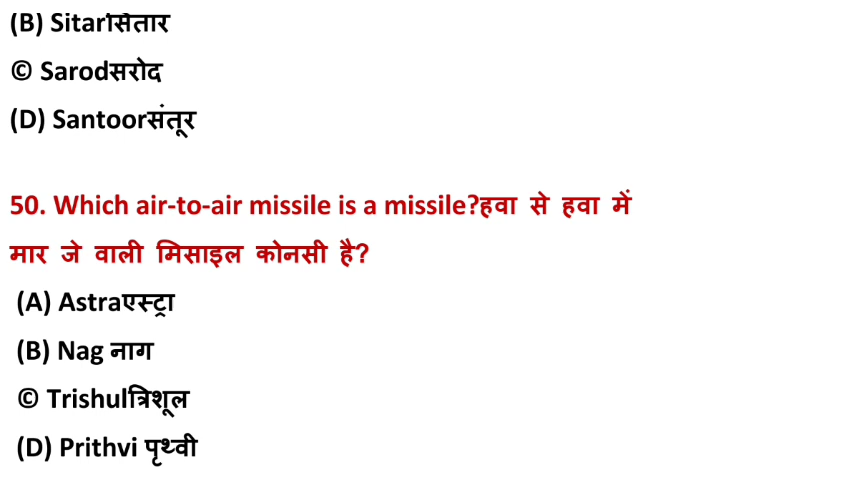 (B) Sitarसितार
© Sarodसरोद
(D) Santoorसंतूर
50. Which air-to-air missile is a missile?हवा से हवा में
मार जे वाली मिसाइल कोनसी है?
(A) Astraएस्ट्रा
(B) Nag नाग
© Trishulत्रिशूल
(D) Prithvi पृथ्वी